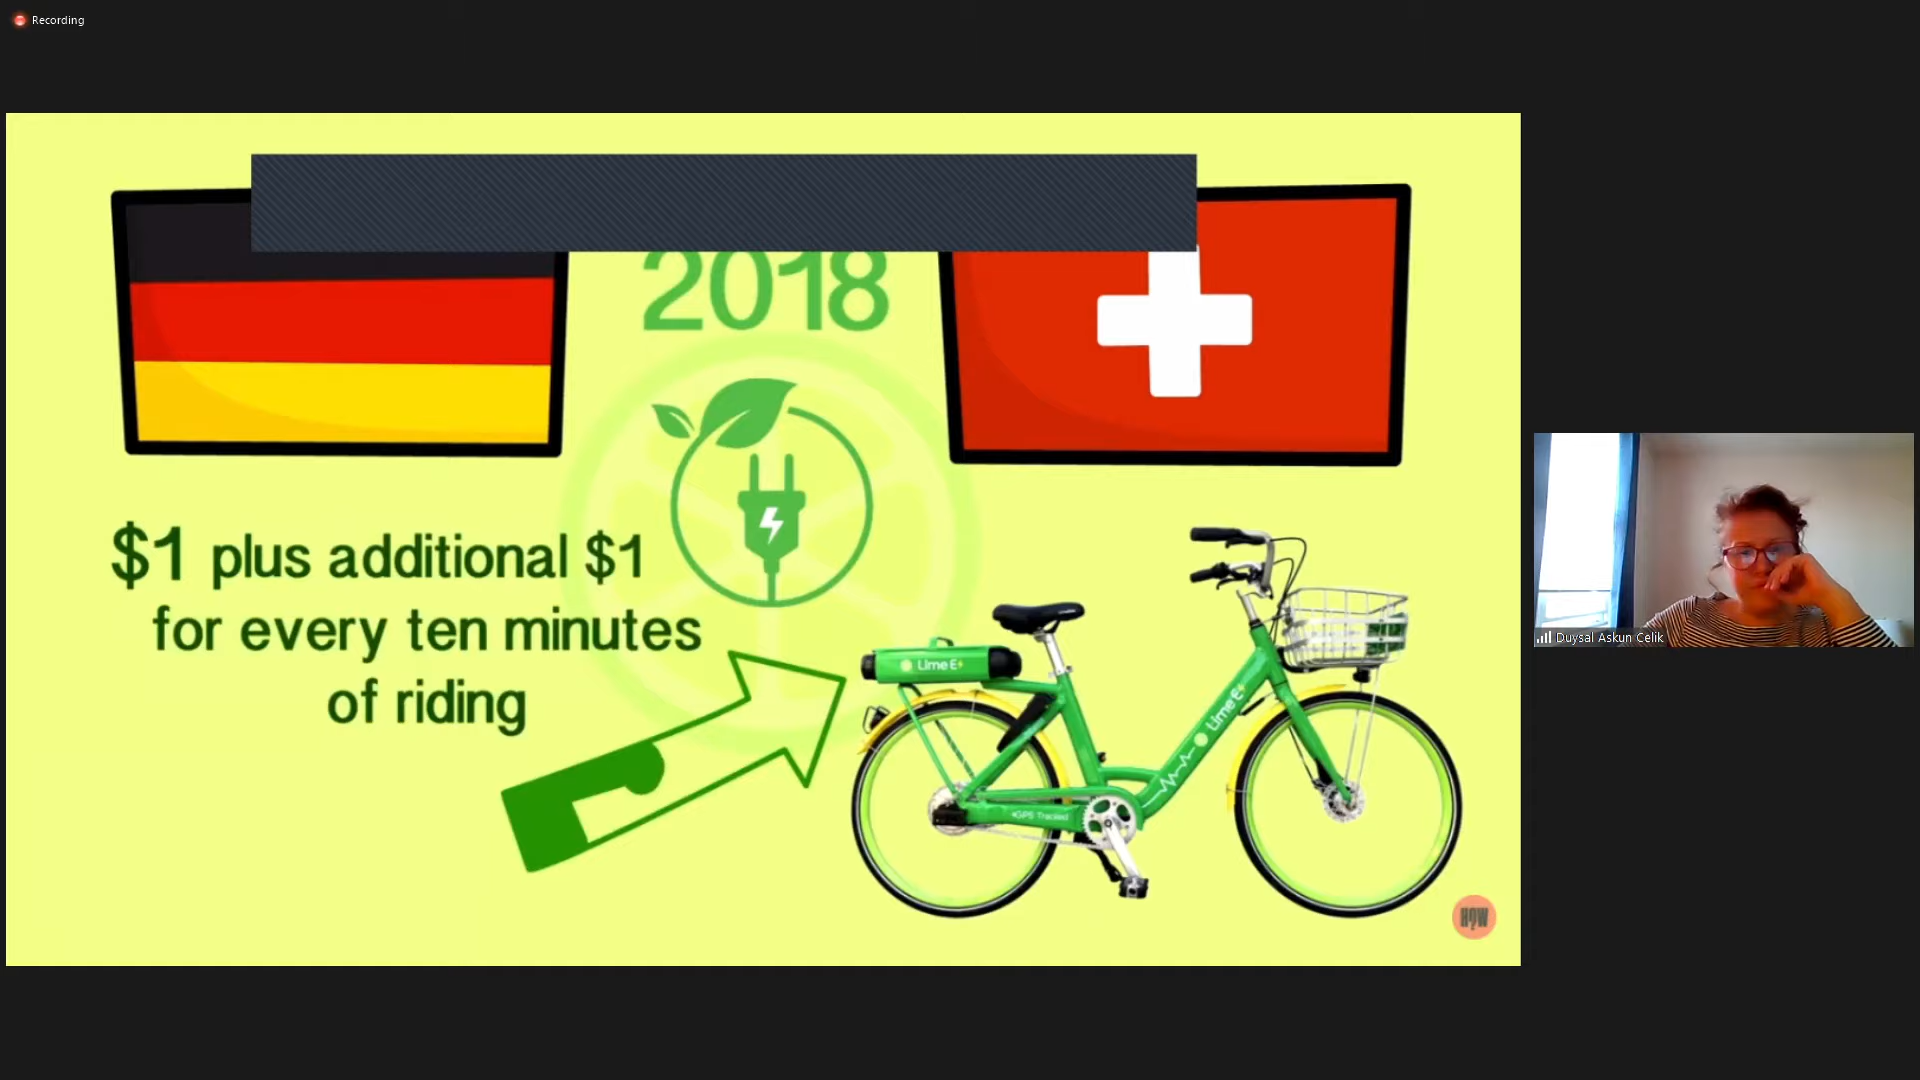 Recording
2018
$1 plus additional $1
for every ten minutes
of riding
Lime E
Lime E
GPS Tracked
HOW
Duysal Askun Celik